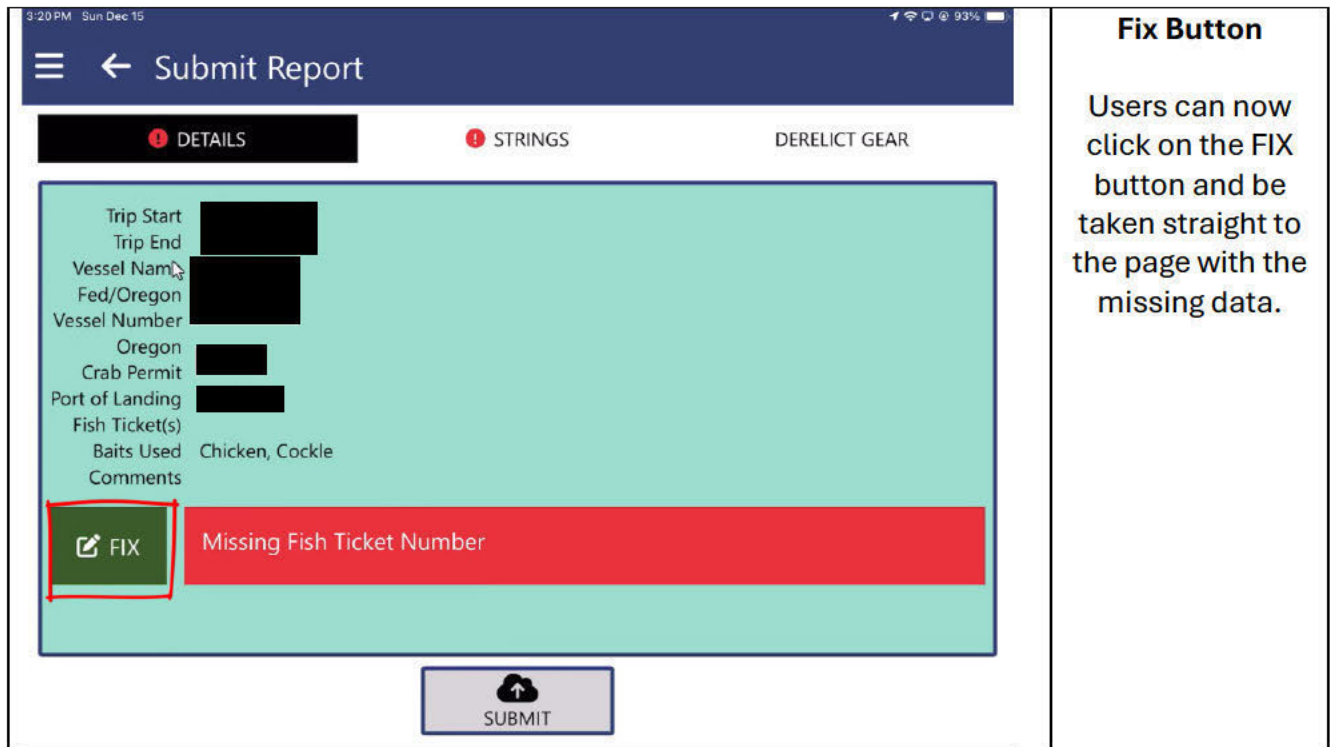 3:20 PM Sun Dec 15
93%
Submit Report
DETAILS
STRINGS
DERELICT GEAR
Trip Start
Trip End
Vessel Name
Fed/Oregon
Vessel Number
Oregon
Crab Permit
Port of Landing
Fish Ticket(s)
Baits Used Chicken, Cockle
Comments
FIX
Missing Fish Ticket Number
SUBMIT
Fix Button
Users can now
click on the FIX
button and be
taken straight to
the page with the
missing data.